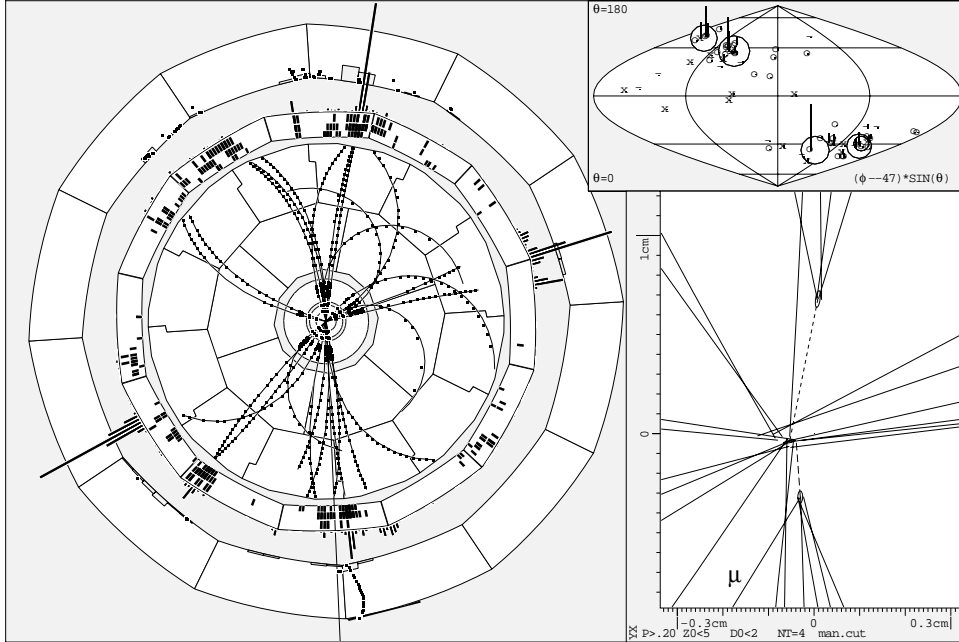 θ=180
θ=0
(ϕ−−47)*SIN(θ)
1cm
0
μ
−0.3cm
0
0.3cm
YX
P>.20 Z0<5 D0<2 NT=4 man.cut